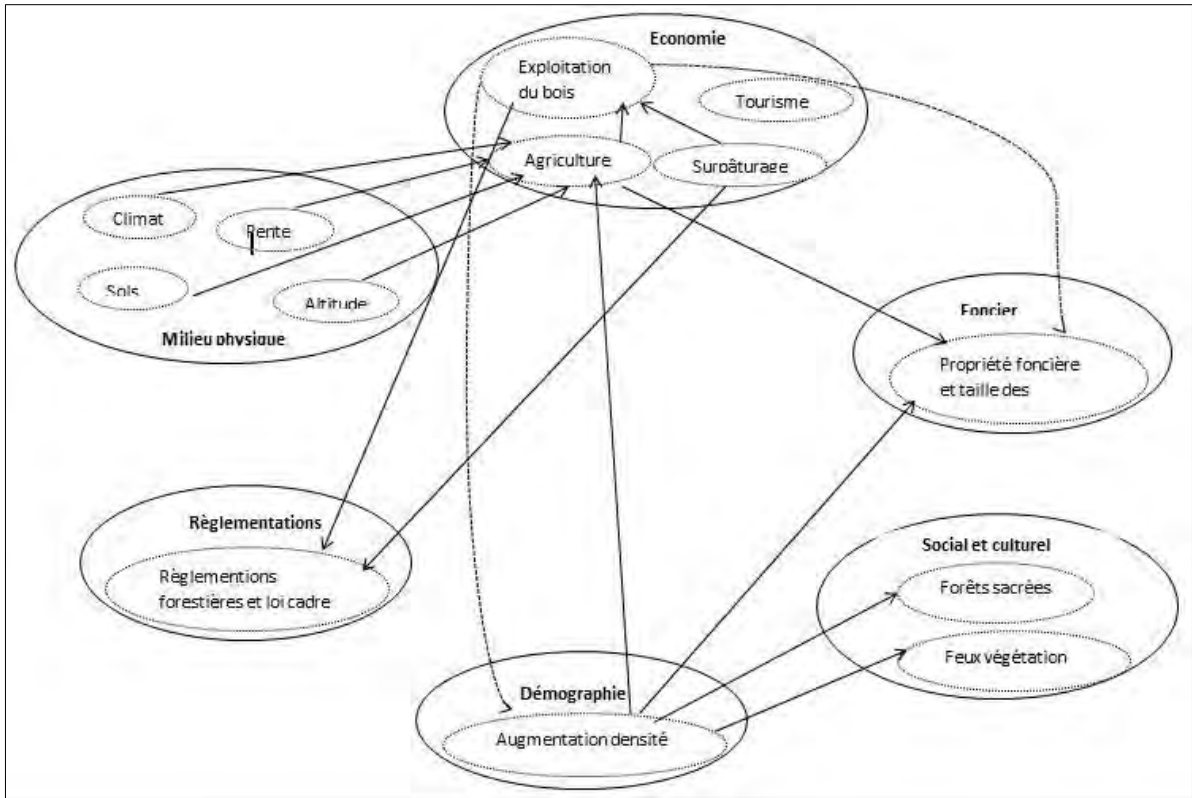 Economie
Exploitation
du bois
Tourisme
Agriculture
Surpâturage
Climat
Pente
Sols
Altitude
Milieu physique
Foncier
Propriété foncière
et taille des
Règlementations
Règlementions
forestières et loi cadre
Social et culturel
Forêts sacrées
Feux végétation
Démographie
Augmentation densité